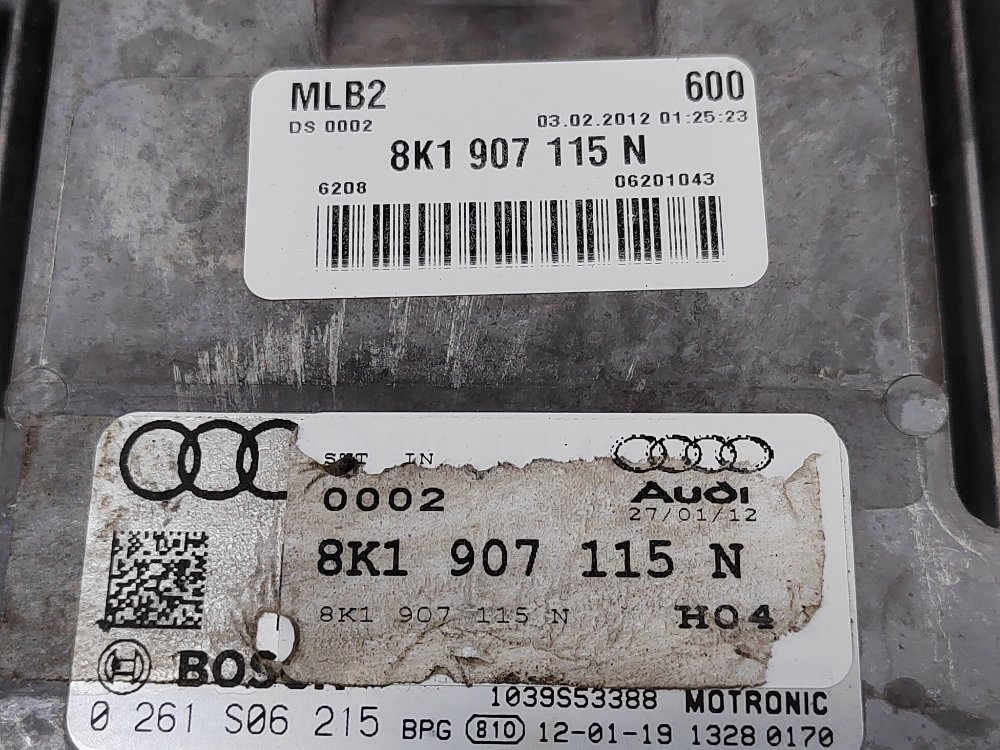 MLB2 600
DS 0002 03.02.2012 01:25:23
8K1 907 115 N
6208 06201043
IN
0002 Audi
27/01/12
8K1 907 115 N
8K1 907 115 N H04
1039S53388 MOTRONIC
0 261 S06 215 BPG 810 12-01-19 1328 0170